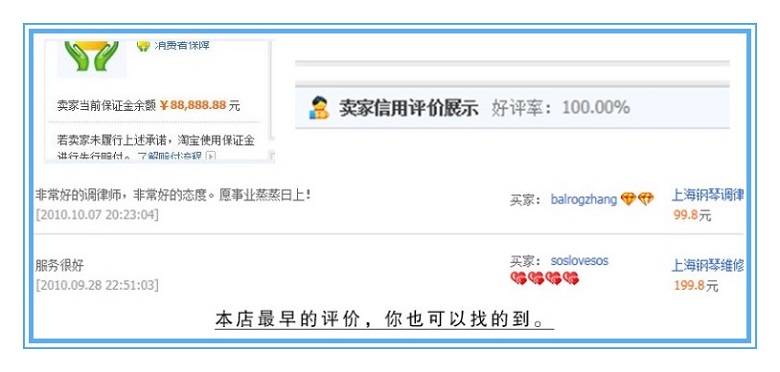 消费者保障
卖家当前保证金余额 ¥88,888.88 元
若卖家未履行上述承诺，淘宝使用保证金
进行先行赔付。了解赔付流程
卖家信用评价展示 好评率：100.00%
非常好的调律师，非常好的态度。愿事业蒸蒸日上！
[2010.10.07 20:23:04]
买家：balrogzhang
上海钢琴调律
99.8元
服务很好
[2010.09.28 22:51:03]
买家：soslovesos
上海钢琴维修
199.8元
本店最早的评价，你也可以找的到。